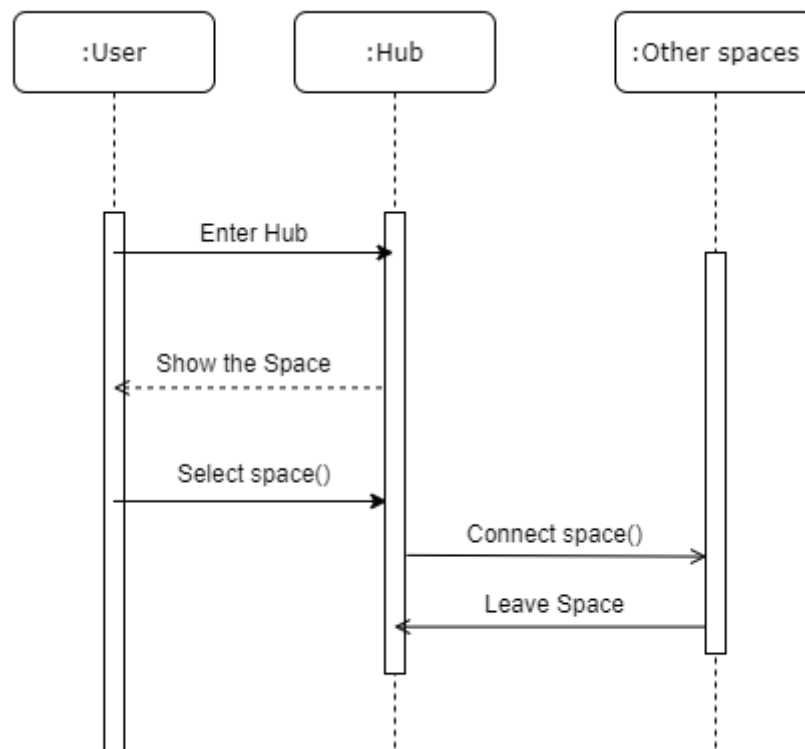 :User
:Hub
:Other spaces
Enter Hub
Show the Space
Select space()
Connect space()
Leave Space